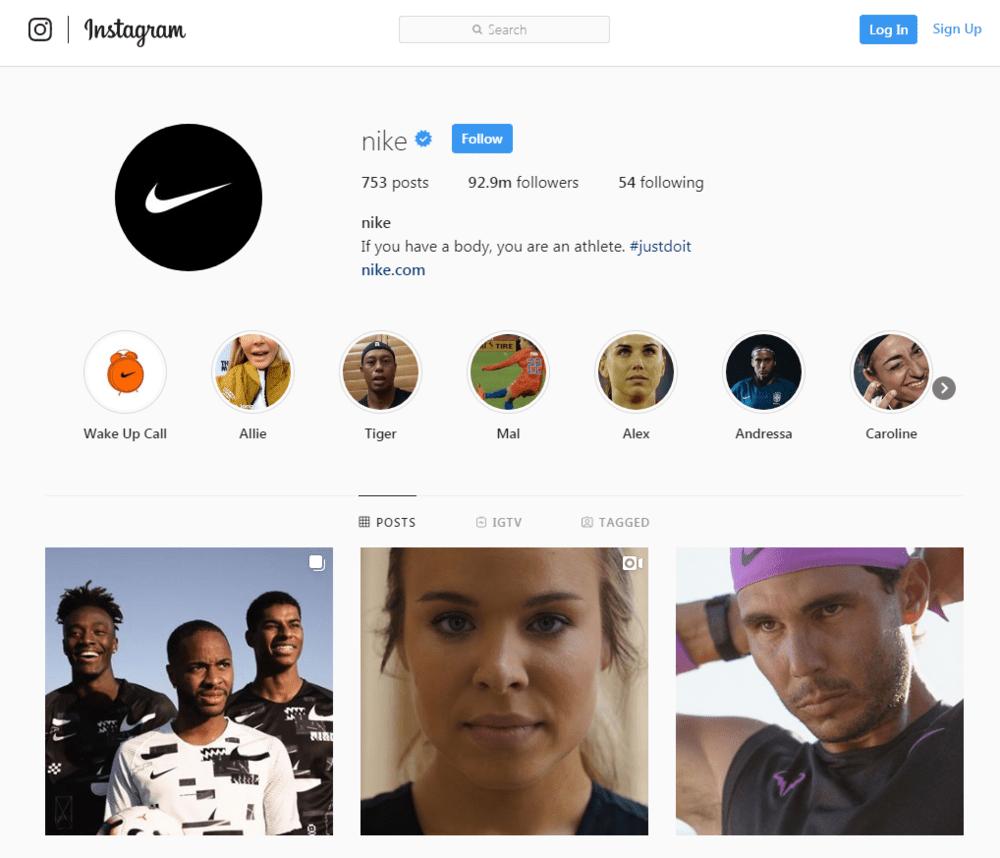 Instagram
Search
Log In
Sign Up
nike
Follow
753 posts 92.9m followers 54 following
nike
If you have a body, you are an athlete. #justdoit
nike.com
Wake Up Call Allie Tiger Mal Alex Andressa Caroline
POSTS IGTV TAGGED